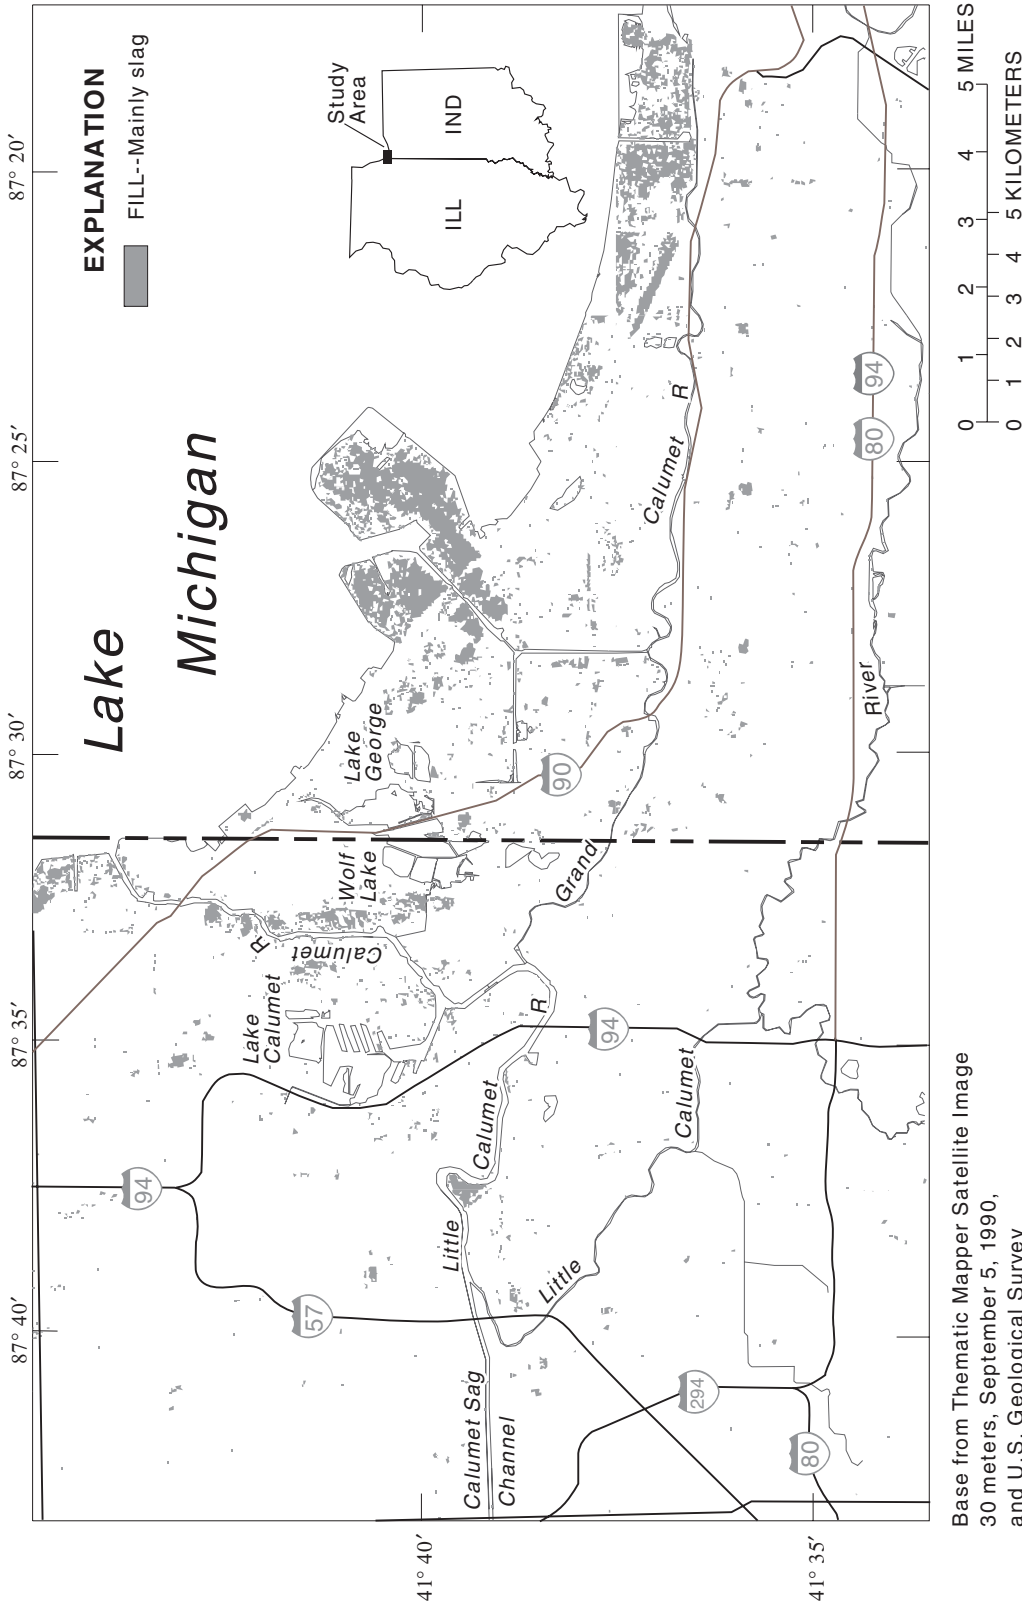 87° 40′
87° 35′
87° 30′
87° 25′
87° 20′
41° 40′
41° 35′
Lake
Michigan
EXPLANATION
FILL--Mainly slag
Study
Area
ILL
IND
94
57
294
80
94
90
80
94
Lake
Calumet
Calumet
R
Wolf
Lake
Lake
George
Calumet Sag
Channel
Little
Calumet
R
Grand
Calumet
R
Little
Calumet
River
Base from Thematic Mapper Satellite Image
30 meters, September 5, 1990,
and U.S. Geological Survey
0 1 2 3 4 5 MILES
0 1 2 3 4 5 KILOMETERS